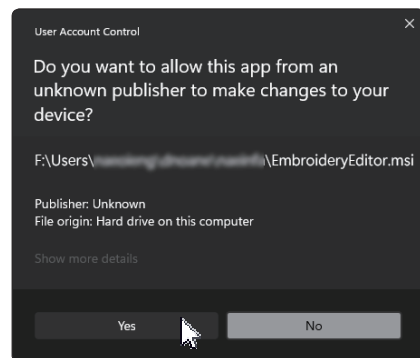 User Account Control
Do you want to allow this app from an
unknown publisher to make changes to your
device?
F:\Users\ \EmbroideryEditor.msi
Publisher: Unknown
File origin: Hard drive on this computer
Show more details
Yes
No